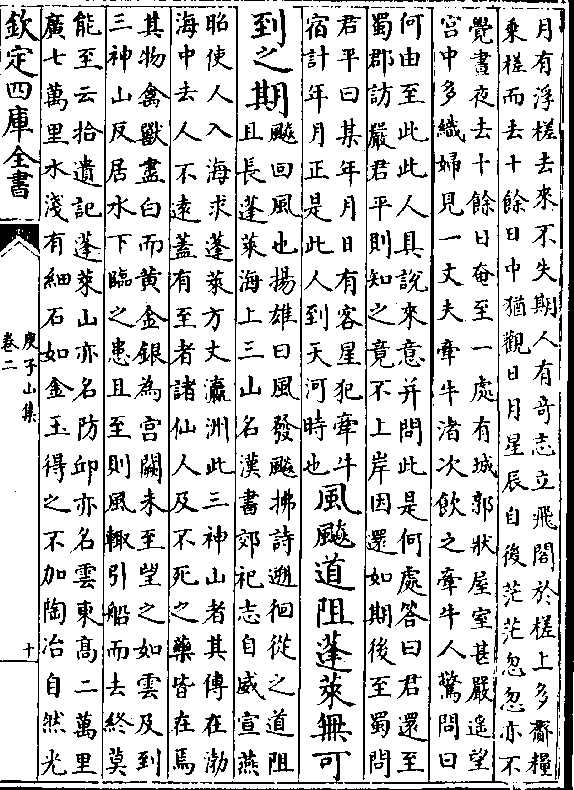 月有浮槎去來不失期人有竒志立飛閣於槎上多齎糧
乗槎而去十餘日中猶觀日月星辰自後茫茫忽忽亦不
覺晝夜去十餘日奄至一處有城郭狀屋室甚嚴遥望
宫中多織婦見一丈夫牽牛渚次飲之牽牛人驚問曰
何由至此此人具說來意并問此是何處答曰君還至
蜀郡訪嚴君平則知之竟不上岸因還如期後至蜀問
君平曰某年月日有客星犯牽牛
宿計年月正是此人到天河時也
風飈道阻蓬萊無可
到之期
飈回風也揚雄曰風發飈拂詩遡徊從之道阻
且長蓬萊海上三山名漢書郊祀志自威宣燕
昭使人入海求蓬萊方丈瀛洲此三神山者其傳在渤
海中去人不逺蓋有至者諸仙人及不死之藥皆在焉
其物禽獸盡白而黄金銀為宫闕未至望之如雲及到
三神山反居水下臨之患且至則風輒引船而去終莫
能至云拾遺記蓬萊山亦名防邱亦名雲東髙二萬里
廣七萬里水淺有細石如金玉得之不加陶冶自然光
欽定四庫全書
庾子山集
卷二
十